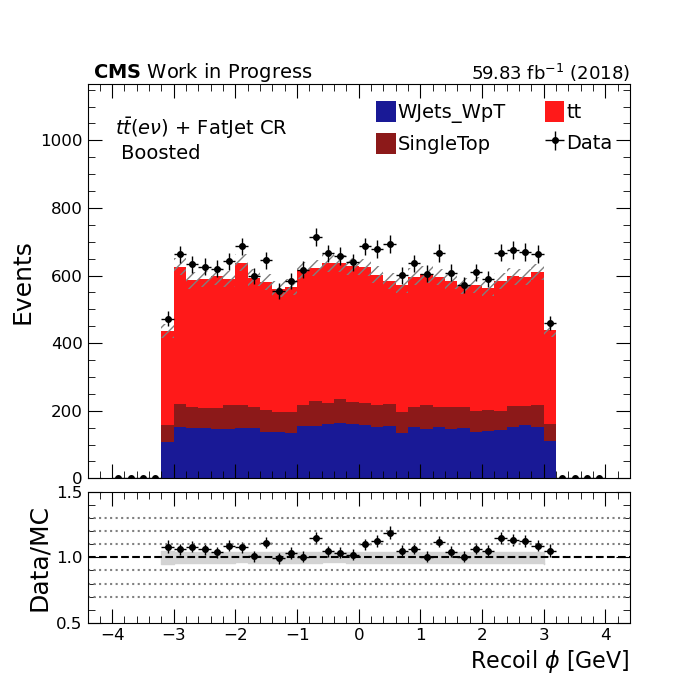 CMS Work in Progress 59.83 fb⁻¹ (2018)
tt̄(eν) + FatJet CR
Boosted
WJets_WpT tt
SingleTop Data
Events
1000
800
600
400
200
0
Data/MC
1.5
1.0
0.5
−4 −3 −2 −1 0 1 2 3 4
Recoil ϕ [GeV]